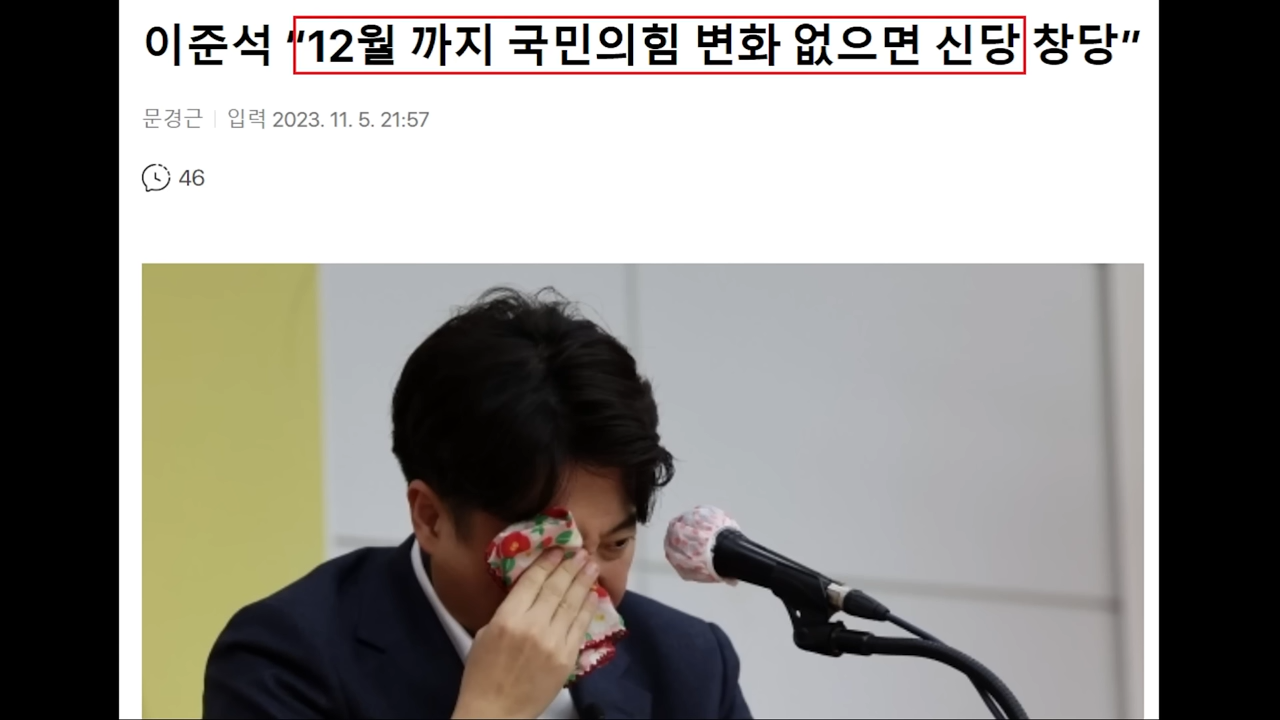 이준석 “12월 까지 국민의힘 변화 없으면 신당 창당”
문경근 | 입력 2023. 11. 5. 21:57
46